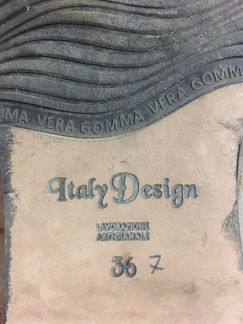 MMA VERA GOMMA VERA GOMM
Italy Design
LAVORAZIONE
ARTIGIANALE
36 7